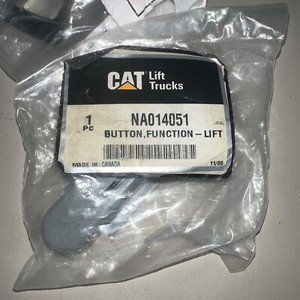 CAT Lift Trucks
1 PC NA014051
BUTTON, FUNCTION - LIFT
MADE IN: CANADA 11/06